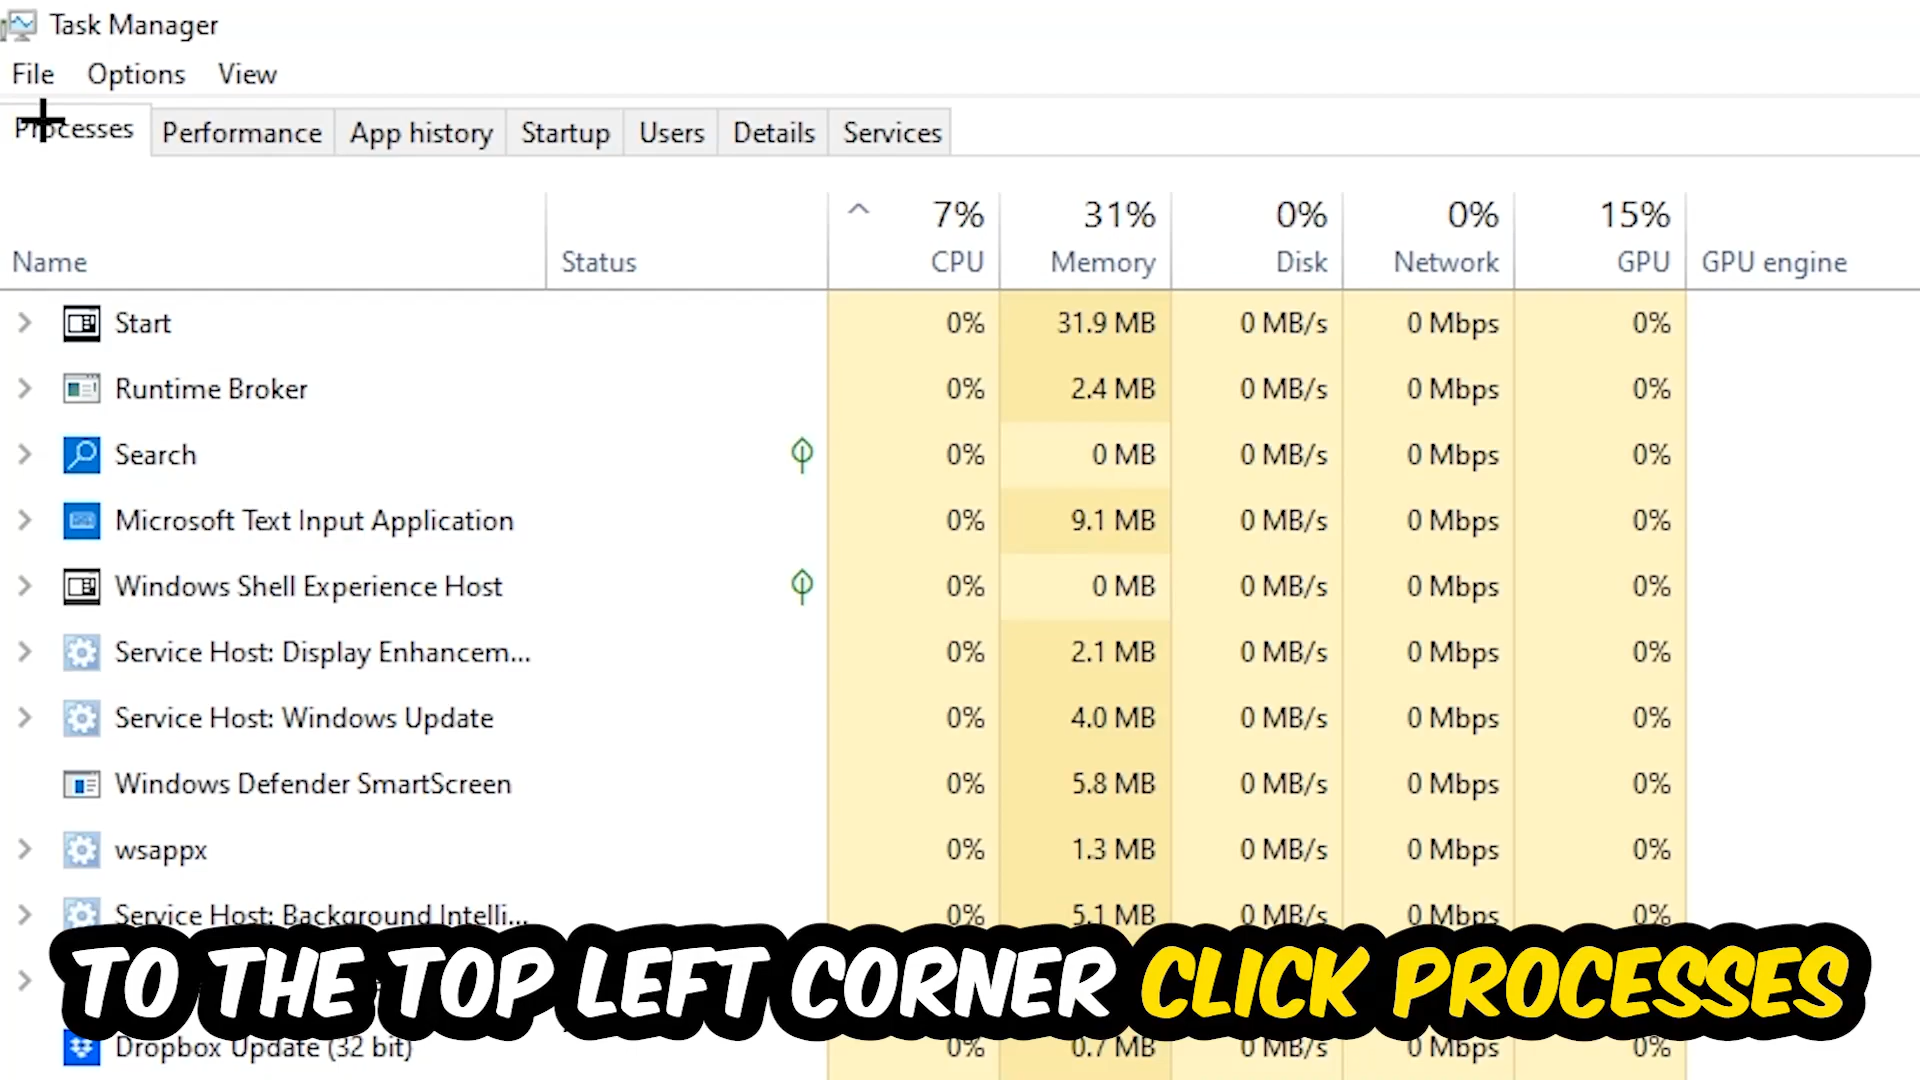 Task Manager
File Options View
Processes Performance App history Startup Users Details Services
7% 31% 0% 0% 15%
Name Status CPU Memory Disk Network GPU GPU engine
Start 0% 31.9 MB 0 MB/s 0 Mbps 0%
Runtime Broker 0% 2.4 MB 0 MB/s 0 Mbps 0%
Search 0% 0 MB 0 MB/s 0 Mbps 0%
Microsoft Text Input Application 0% 9.1 MB 0 MB/s 0 Mbps 0%
Windows Shell Experience Host 0% 0 MB 0 MB/s 0 Mbps 0%
Service Host: Display Enhancem... 0% 2.1 MB 0 MB/s 0 Mbps 0%
Service Host: Windows Update 0% 4.0 MB 0 MB/s 0 Mbps 0%
Windows Defender SmartScreen 0% 5.8 MB 0 MB/s 0 Mbps 0%
wsappx 0% 1.3 MB 0 MB/s 0 Mbps 0%
Service Host: Background Intelli... 0% 5.1 MB 0 MB/s 0 Mbps 0%
TO THE TOP LEFT CORNER CLICK PROCESSES
Dropbox Update (32 bit) 0% 0.7 MB 0 MB/s 0 Mbps 0%